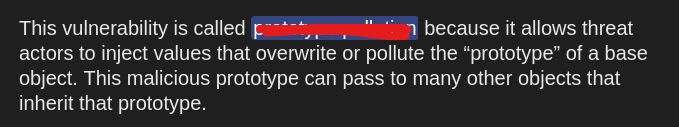 This vulnerability is called because it allows threat
actors to inject values that overwrite or pollute the “prototype” of a base
object. This malicious prototype can pass to many other objects that
inherit that prototype.